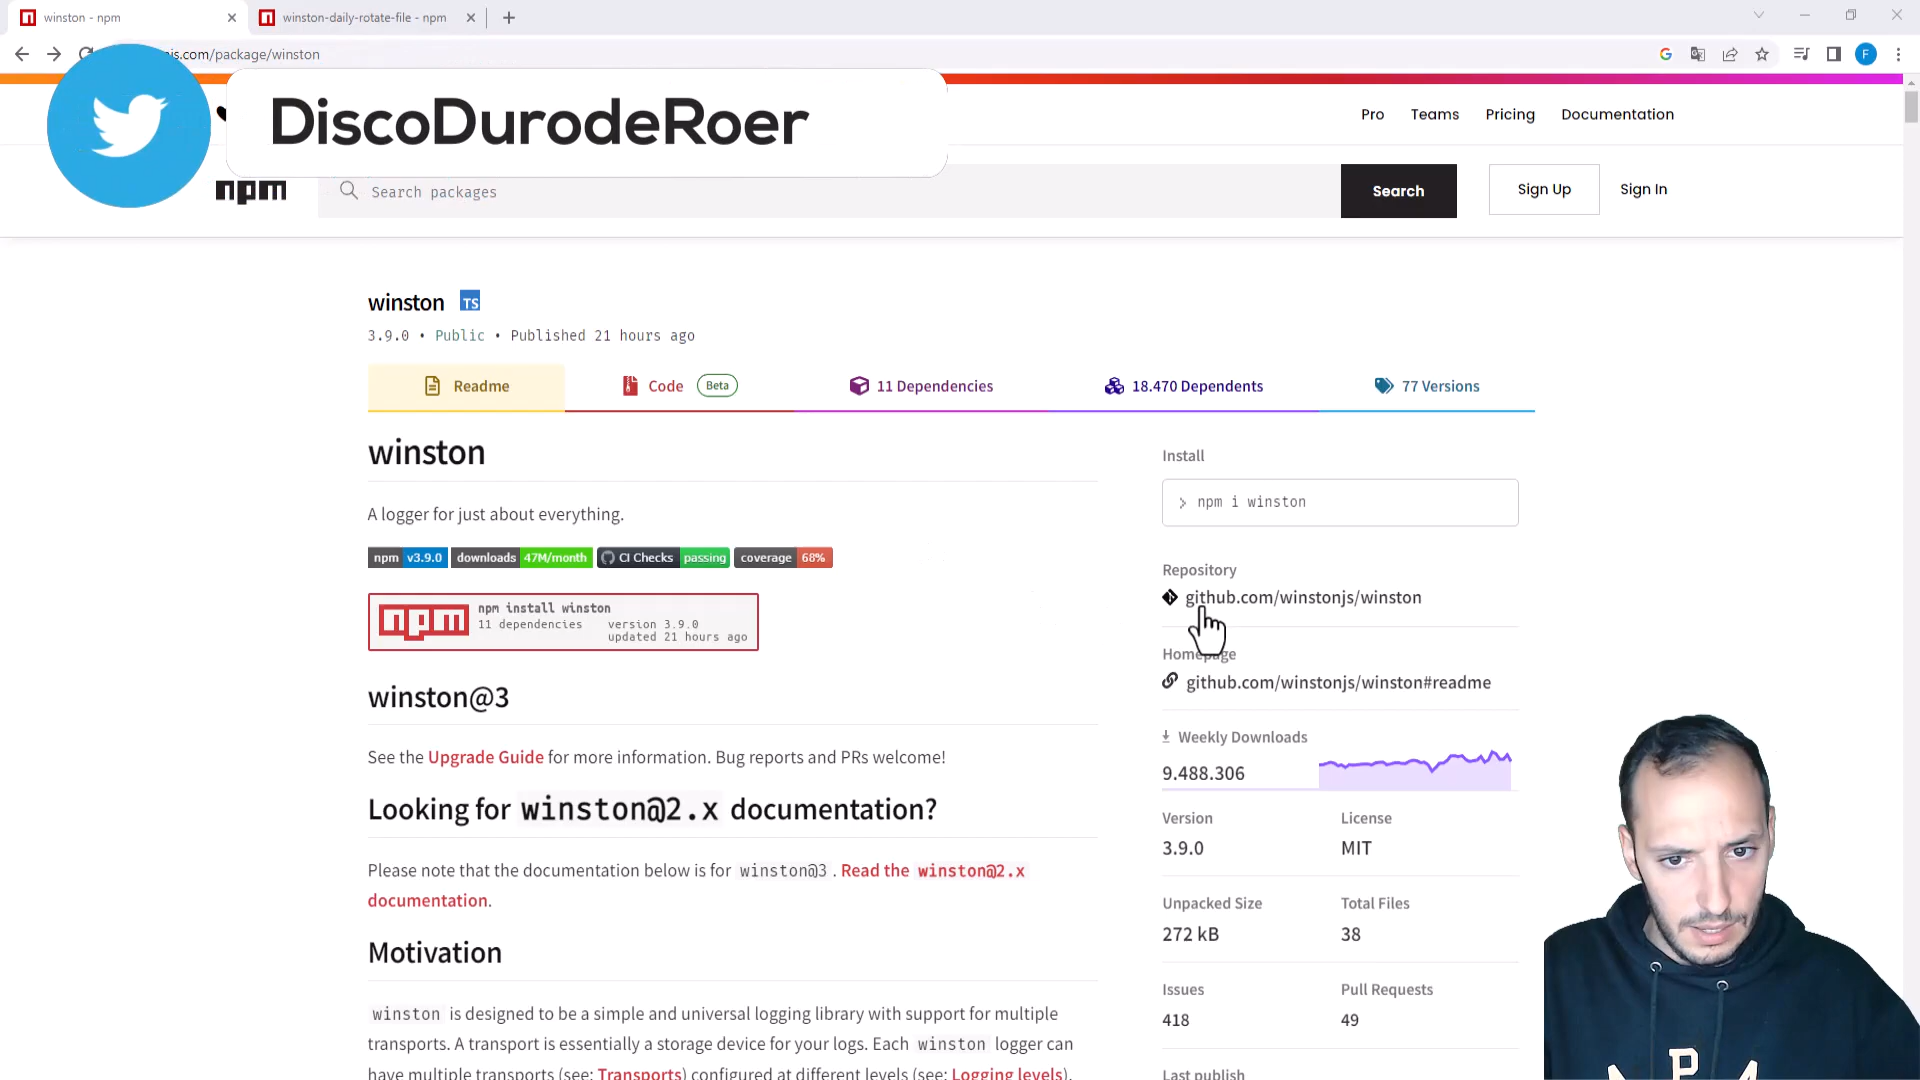 winston - npm
winston-daily-rotate-file - npm
js.com/package/winston
F
DiscoDurodeRoer
Pro
Teams
Pricing
Documentation
npm
Search packages
Search
Sign Up
Sign In
winston TS
3.9.0 • Public • Published 21 hours ago
Readme
Code Beta
11 Dependencies
18.470 Dependents
77 Versions
winston
A logger for just about everything.
npm v3.9.0 downloads 47M/month CI Checks passing coverage 68%
npm
npm install winston
11 dependencies version 3.9.0
updated 21 hours ago
winston@3
See the Upgrade Guide for more information. Bug reports and PRs welcome!
Looking for winston@2.x documentation?
Please note that the documentation below is for winston@3 . Read the winston@2.x
documentation.
Motivation
winston is designed to be a simple and universal logging library with support for multiple
transports. A transport is essentially a storage device for your logs. Each winston logger can
have multiple transports (see: Transports) configured at different levels (see: Logging levels).
Install
> npm i winston
Repository
github.com/winstonjs/winston
Homepage
github.com/winstonjs/winston#readme
Weekly Downloads
9.488.306
Version
3.9.0
License
MIT
Unpacked Size
272 kB
Total Files
38
Issues
418
Pull Requests
49
Last publish